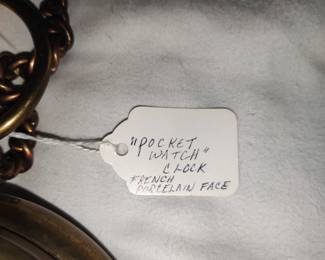 "POCKET
WATCH"
CLOCK
FRENCH
PORCELAIN FACE